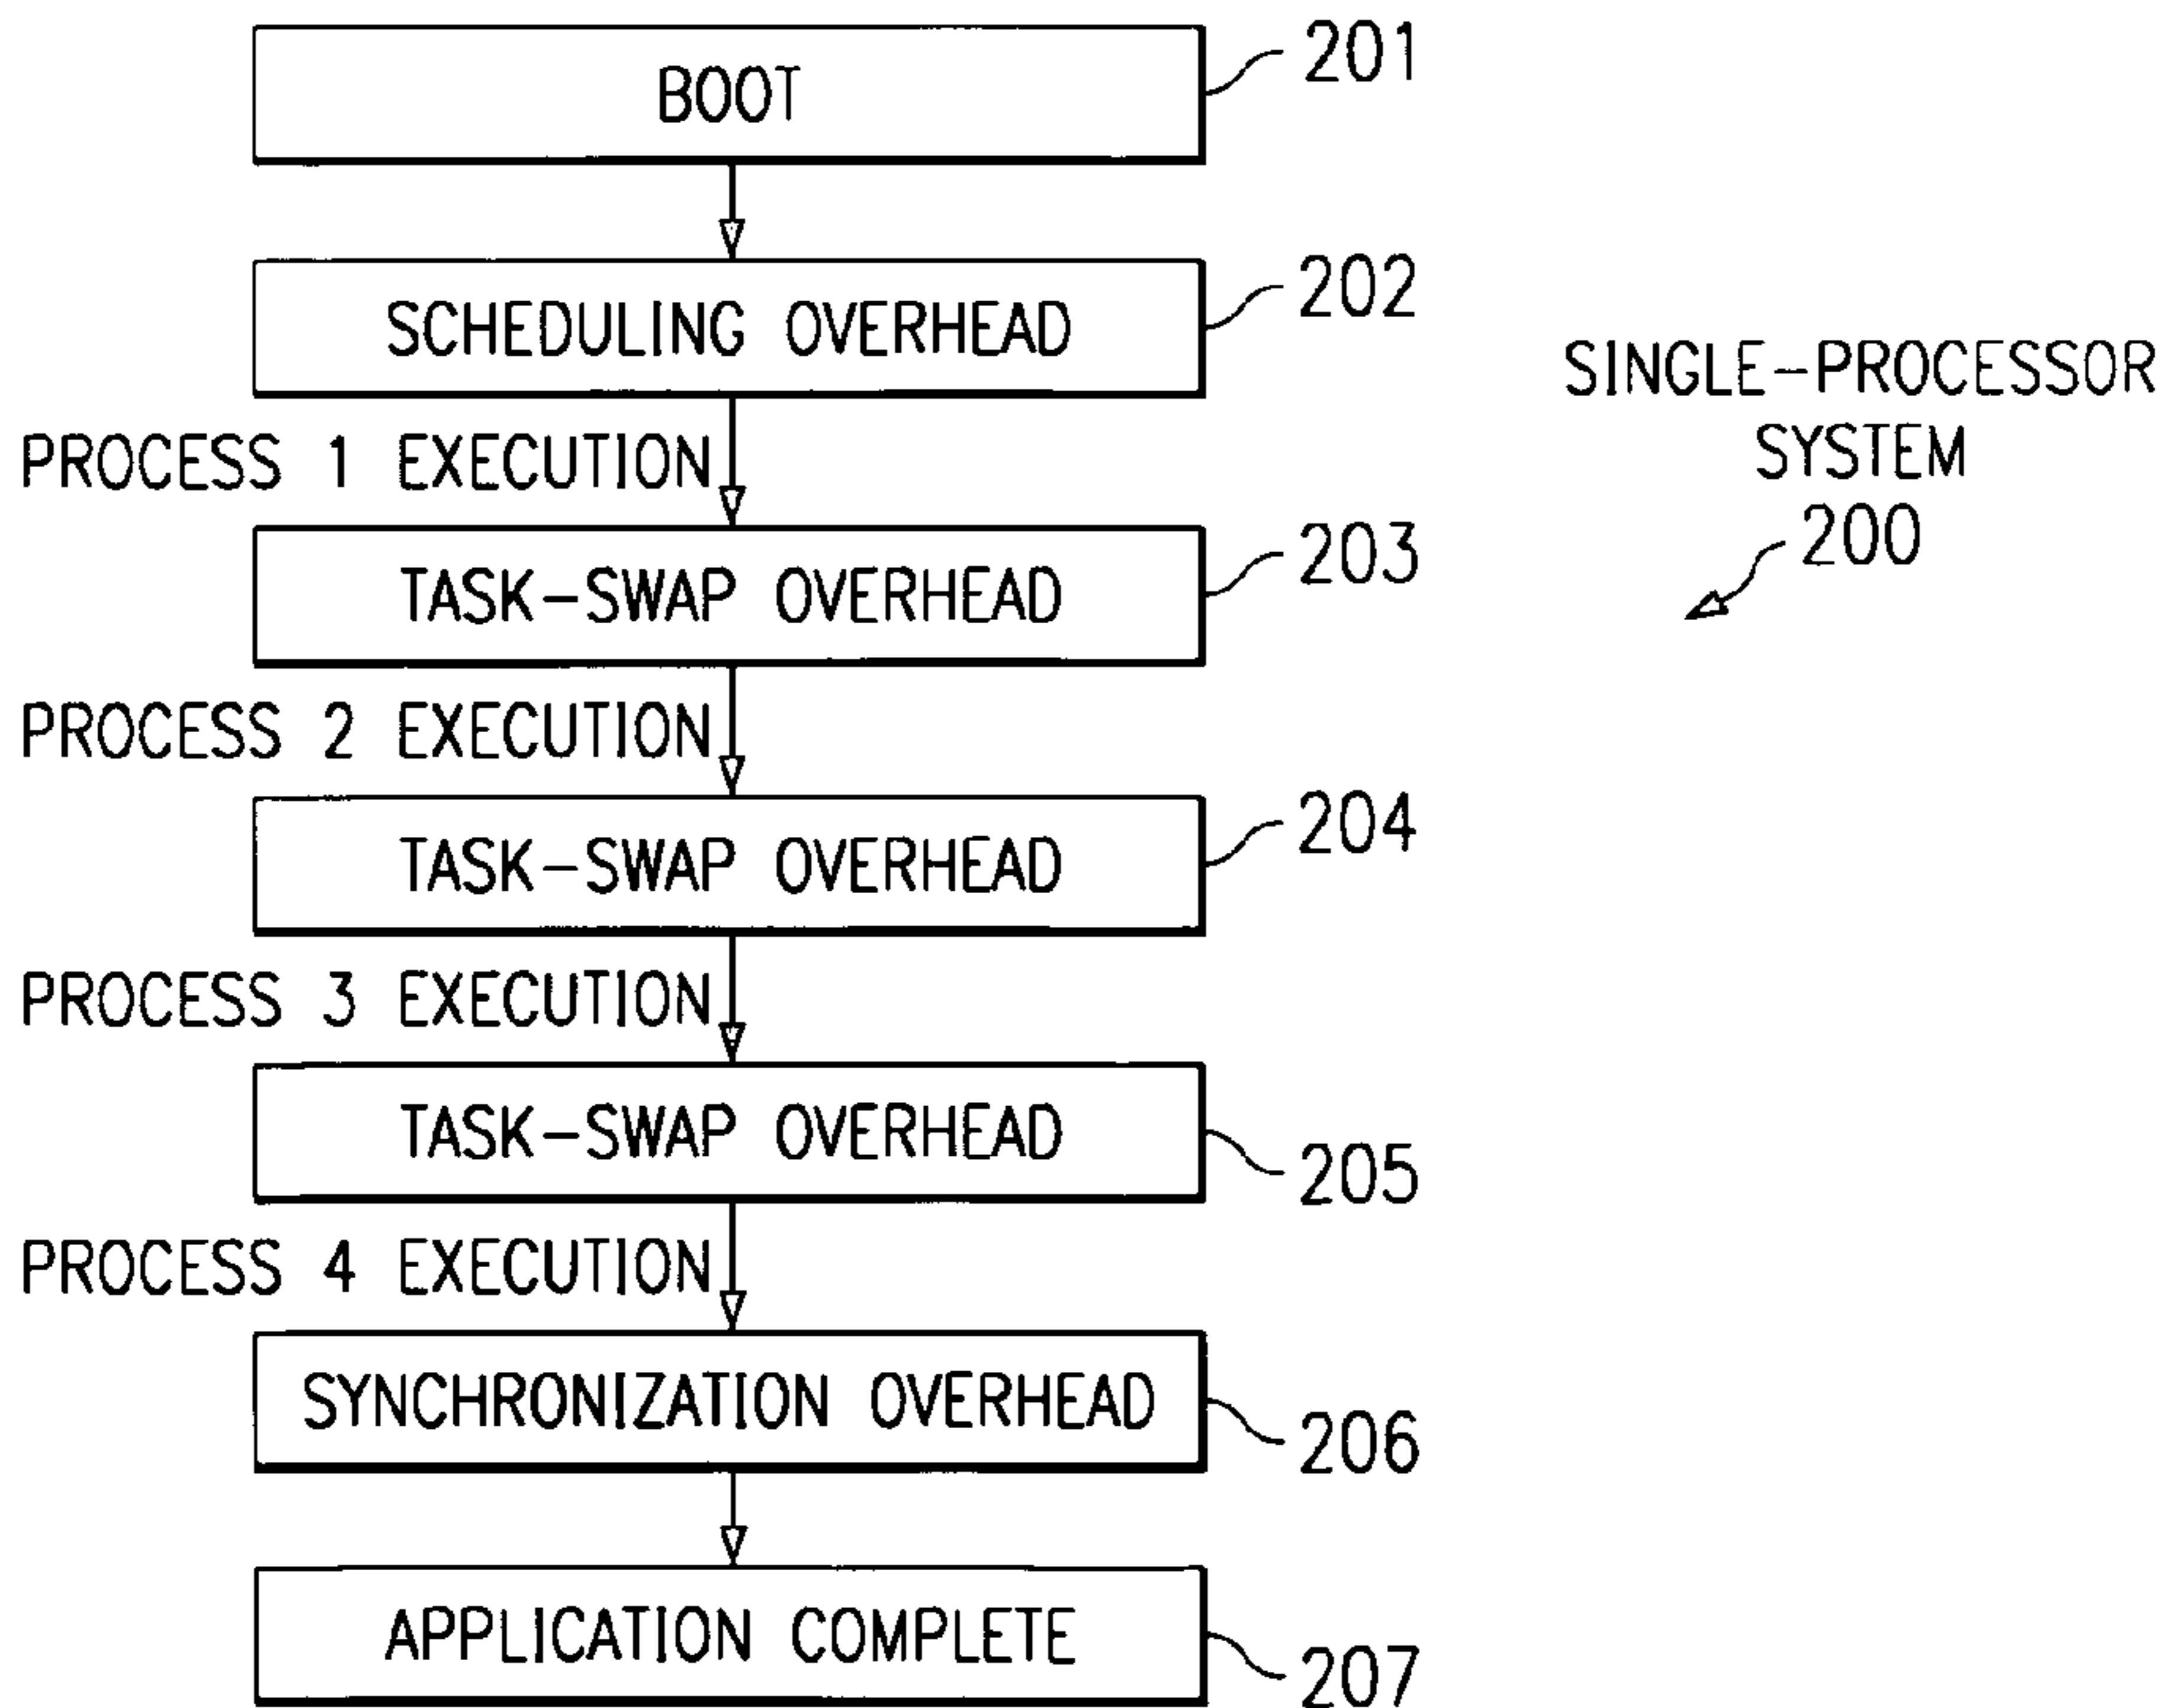 BOOT
201
SCHEDULING OVERHEAD
202
SINGLE-PROCESSOR
SYSTEM
200
PROCESS 1 EXECUTION
TASK-SWAP OVERHEAD
203
PROCESS 2 EXECUTION
TASK-SWAP OVERHEAD
204
PROCESS 3 EXECUTION
TASK-SWAP OVERHEAD
205
PROCESS 4 EXECUTION
SYNCHRONIZATION OVERHEAD
206
APPLICATION COMPLETE
207